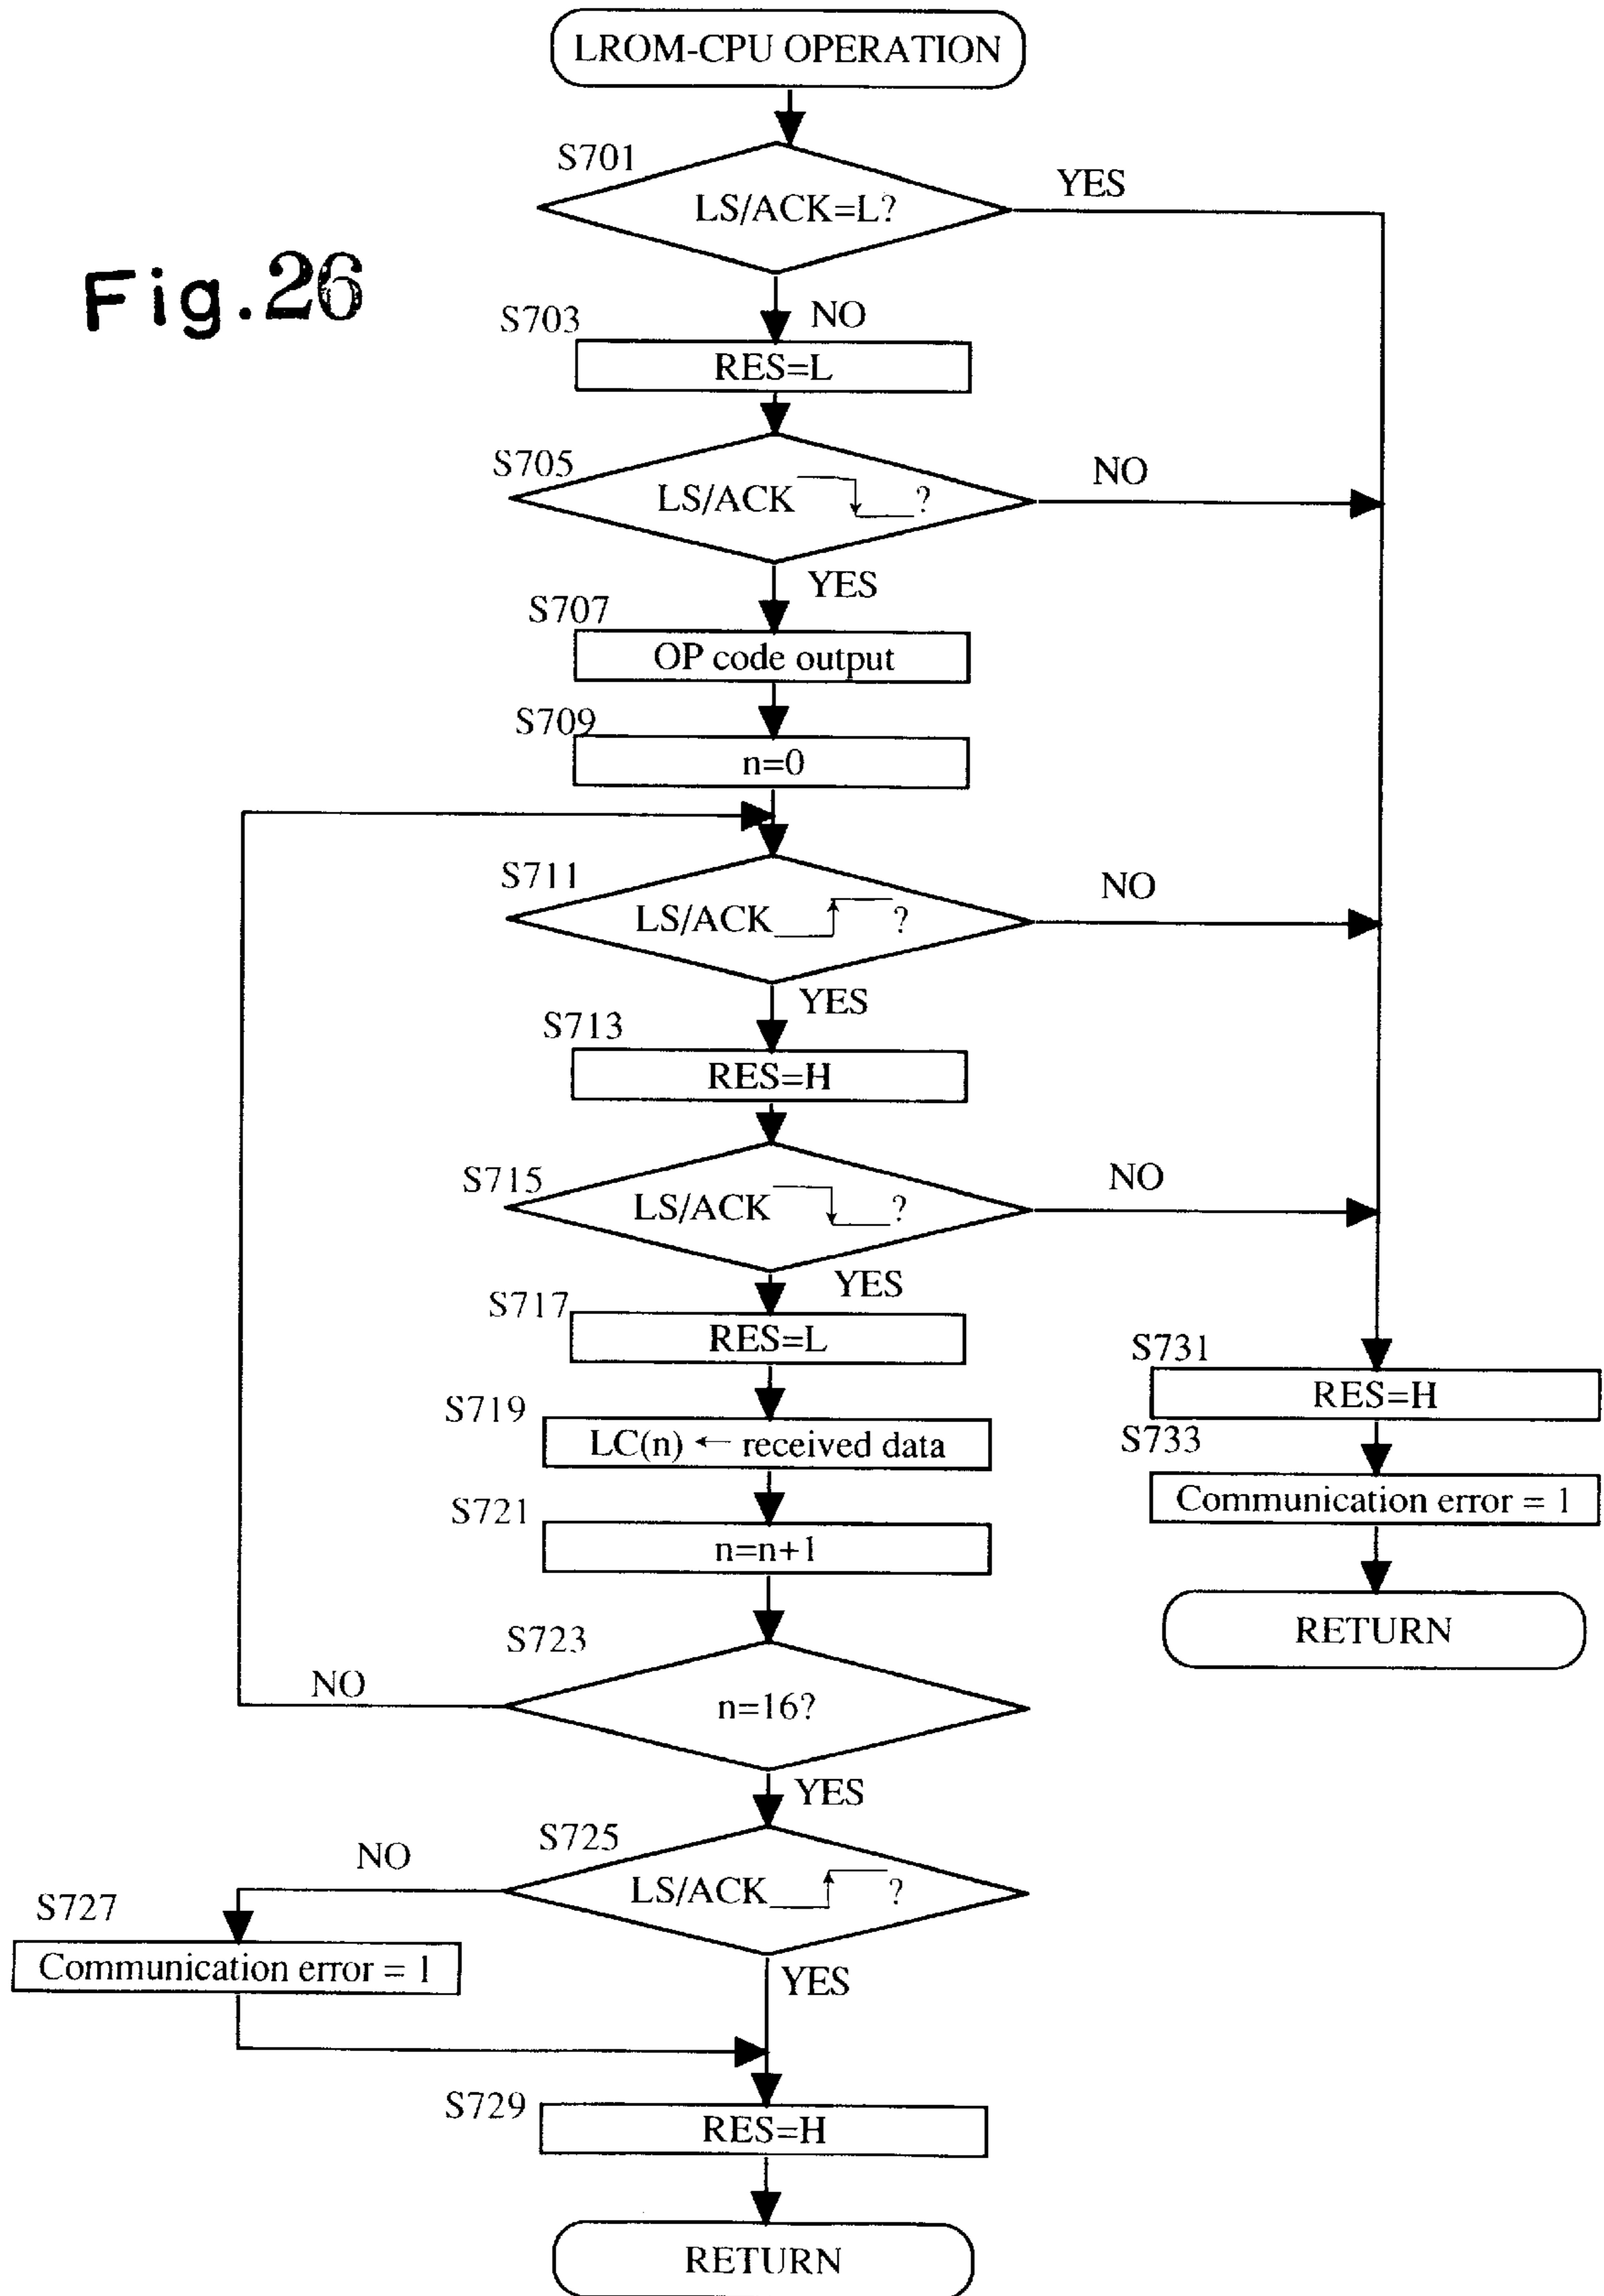 LROM-CPU OPERATION
S701
LS/ACK=L?
YES
Fig.26
NO
S703
RES=L
S705
LS/ACK ?
NO
YES
S707
OP code output
S709
n=0
S711
LS/ACK ?
NO
YES
S713
RES=H
S715
LS/ACK ?
NO
YES
S717
RES=L
S719
LC(n) ← received data
S721
n=n+1
S723
n=16?
NO
YES
S725
LS/ACK ?
NO
YES
S727
Communication error = 1
S729
RES=H
RETURN
S731
RES=H
S733
Communication error = 1
RETURN